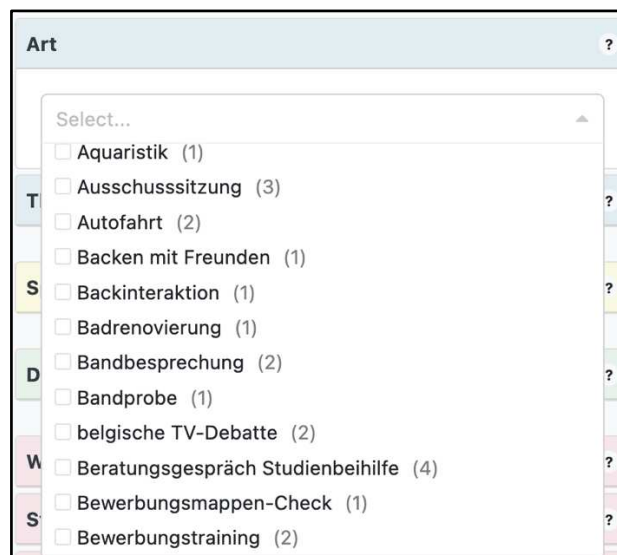 Art ?
Select...
Aquaristik (1)
Ausschusssitzung (3)
T ?
Autofahrt (2)
Backen mit Freunden (1)
S ?
Backinteraktion (1)
Badrenovierung (1)
Bandbesprechung (2)
D ?
Bandprobe (1)
belgische TV-Debatte (2)
W ?
Beratungsgespräch Studienbeihilfe (4)
Bewerbungsmappen-Check (1)
S ?
Bewerbungstraining (2)